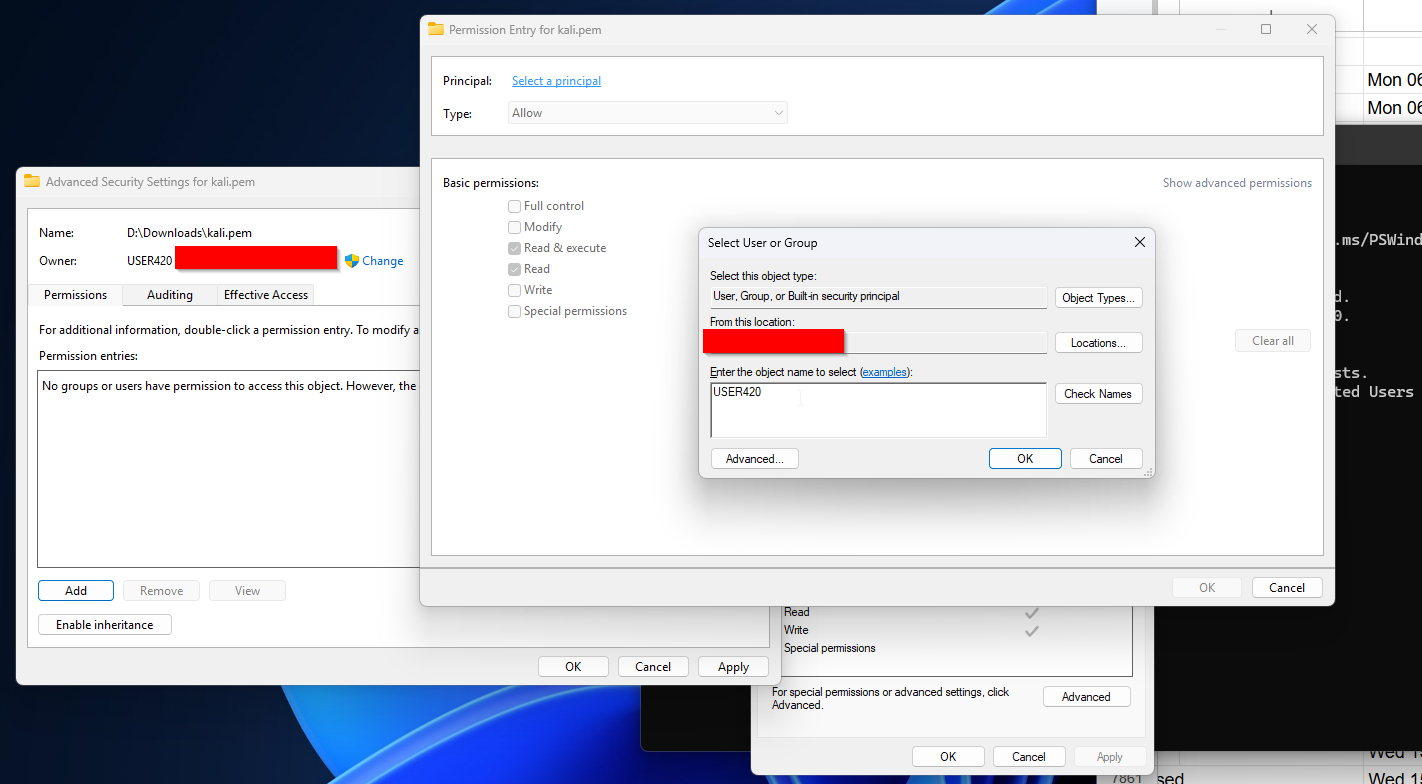 Permission Entry for kali.pem
Principal: Select a principal
Type: Allow
Mon 06
Mon 06
Advanced Security Settings for kali.pem
Name: D:\Downloads\kali.pem
Owner: USER420 Change
Permissions Auditing Effective Access
For additional information, double-click a permission entry. To modify a
Permission entries:
No groups or users have permission to access this object. However, the
Add Remove View
Enable inheritance
OK Cancel Apply
Basic permissions: Show advanced permissions
Full control
Modify
Read & execute
Read
Write
Special permissions
Clear all
OK Cancel
Select User or Group
Select this object type:
User, Group, or Built-in security principal Object Types...
From this location:
Locations...
Enter the object name to select (examples):
USER420 Check Names
Advanced... OK Cancel
.ms/PSWind
d.
0.
sts.
ted Users
Read
Write
Special permissions
For special permissions or advanced settings, click
Advanced.
Advanced
OK Cancel Apply
7861 sed
Wed 15